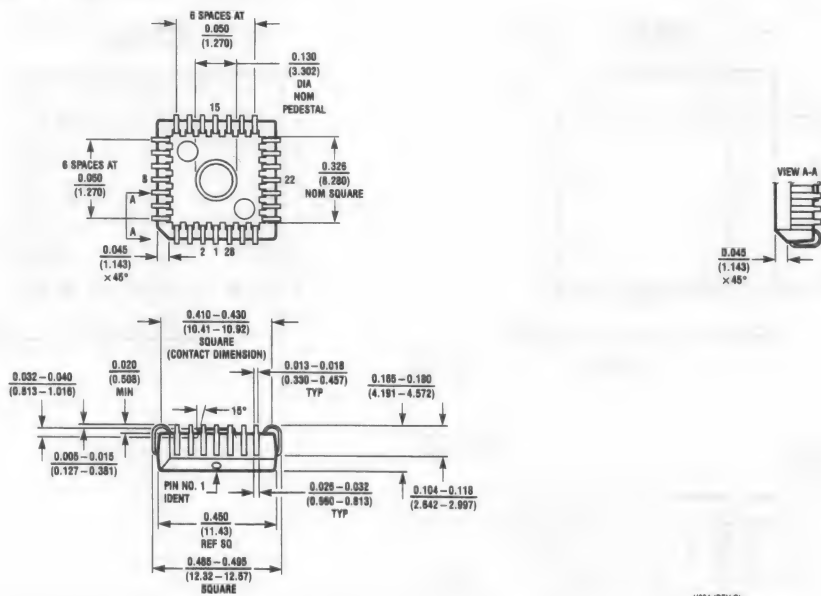 6 SPACES AT
0.050
(1.270)
0.130
(3.302)
DIA
NOM
PEDESTAL
15
6 SPACES AT
0.050
(1.270)
8
A
A
22
0.326
(8.280)
NOM SQUARE
2 1 28
0.045
(1.143)
×45°
VIEW A-A
0.045
(1.143)
×45°
0.410–0.430
(10.41–10.92)
SQUARE
(CONTACT DIMENSION)
0.032–0.040
(0.813–1.016)
0.020
(0.508)
MIN
0.013–0.018
(0.330–0.457)
TYP
0.165–0.180
(4.191–4.572)
15°
0.005–0.015
(0.127–0.381)
PIN NO. 1
IDENT
0.026–0.032
(0.660–0.813)
TYP
0.104–0.118
(2.642–2.997)
0.450
(11.43)
REF SQ
0.485–0.495
(12.32–12.57)
SQUARE